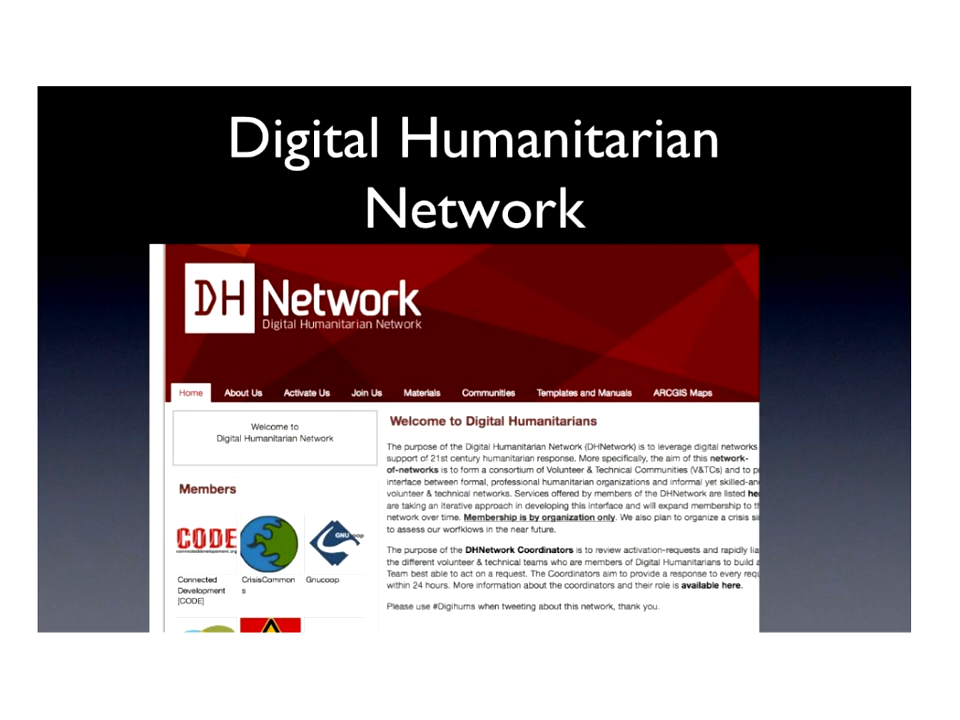 Digital Humanitarian
Network
DH Network
Digital Humanitarian Network
Home About Us Activate Us Join Us Materials Communities Templates and Manuals ARCGIS Maps
Welcome to
Digital Humanitarian Network
Members
CODE
GNUcoop
Connected
Development
[CODE]
CrisisCommon
s
Gnucoop
Welcome to Digital Humanitarians
The purpose of the Digital Humanitarian Network (DHNetwork) is to leverage digital networks
support of 21st century humanitarian response. More specifically, the aim of this network-
of-networks is to form a consortium of Volunteer & Technical Communities (V&TCs) and to
interface between formal, professional humanitarian organizations and informal yet skilled-
volunteer & technical networks. Services offered by members of the DHNetwork are listed
are taking an iterative approach in developing this interface and will expand membership to
network over time. Membership is by organization only. We also plan to organize a crisis
to assess our worfklows in the near future.
The purpose of the DHNetwork Coordinators is to review activation-requests and rapidly
the different volunteer & technical teams who are members of Digital Humanitarians to build
Team best able to act on a request. The Coordinators aim to provide a response to every
within 24 hours. More information about the coordinators and their role is available here.
Please use #Digihums when tweeting about this network, thank you.